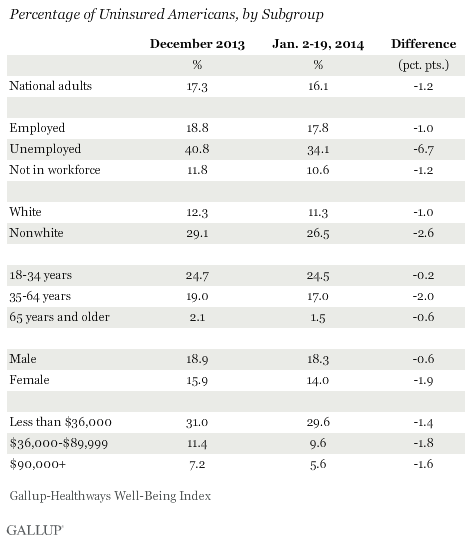 Percentage of Uninsured Americans, by Subgroup
December 2013 Jan. 2-19, 2014 Difference
% % (pct. pts.)
National adults 17.3 16.1 -1.2
Employed 18.8 17.8 -1.0
Unemployed 40.8 34.1 -6.7
Not in workforce 11.8 10.6 -1.2
White 12.3 11.3 -1.0
Nonwhite 29.1 26.5 -2.6
18-34 years 24.7 24.5 -0.2
35-64 years 19.0 17.0 -2.0
65 years and older 2.1 1.5 -0.6
Male 18.9 18.3 -0.6
Female 15.9 14.0 -1.9
Less than $36,000 31.0 29.6 -1.4
$36,000-$89,999 11.4 9.6 -1.8
$90,000+ 7.2 5.6 -1.6
Gallup-Healthways Well-Being Index
GALLUP